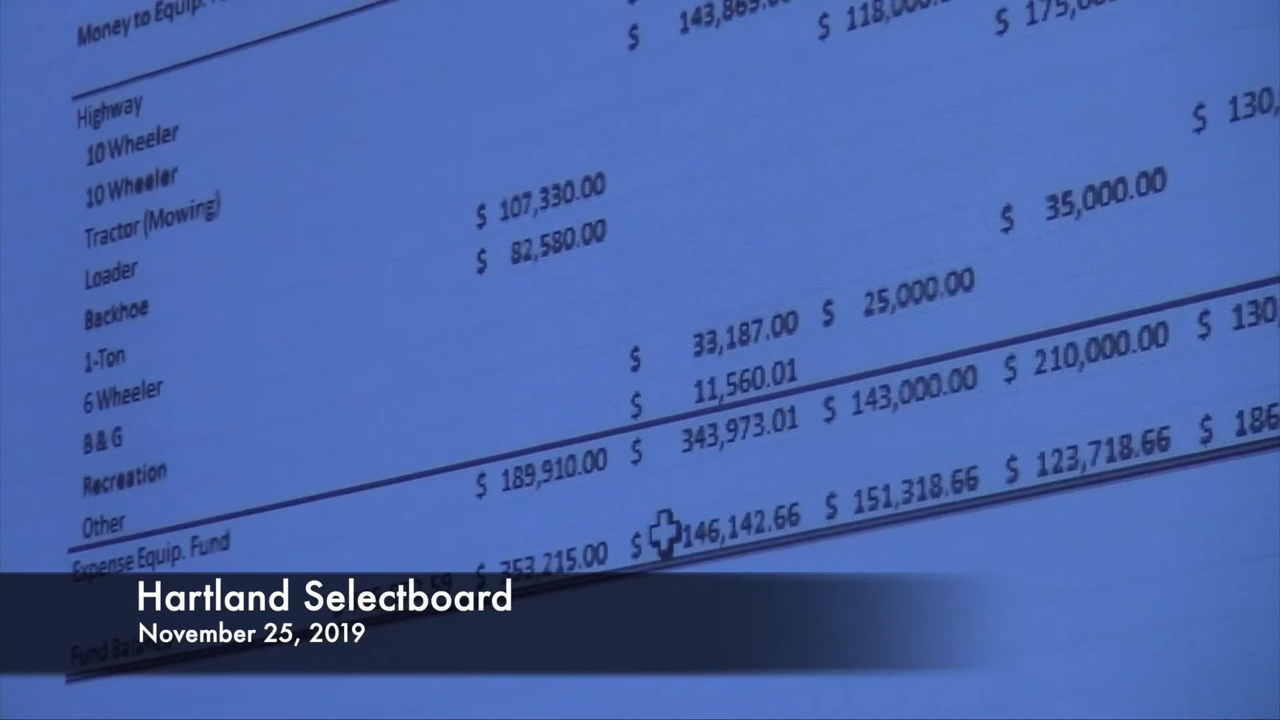 Money to Equip. $ $ 118,000. $ 175,
Highway
10 Wheeler
10 Wheeler
Tractor (Mowing)
Loader
Backhoe $ 107,330.00
1-Ton $ 82,580.00
6 Wheeler $ 130,
B & G $ 35,000.00
Recreation $ 33,187.00 $ 25,000.00
Other $ 11,560.01
Expense Equip. Fund $ 189,910.00 $ 343,973.01 $ 143,000.00 $ 210,000.00 $ 130
Fund $ $ 146,142.66 $ 151,318.66 $ 123,718.66 $ 186
Hartland Selectboard
November 25, 2019